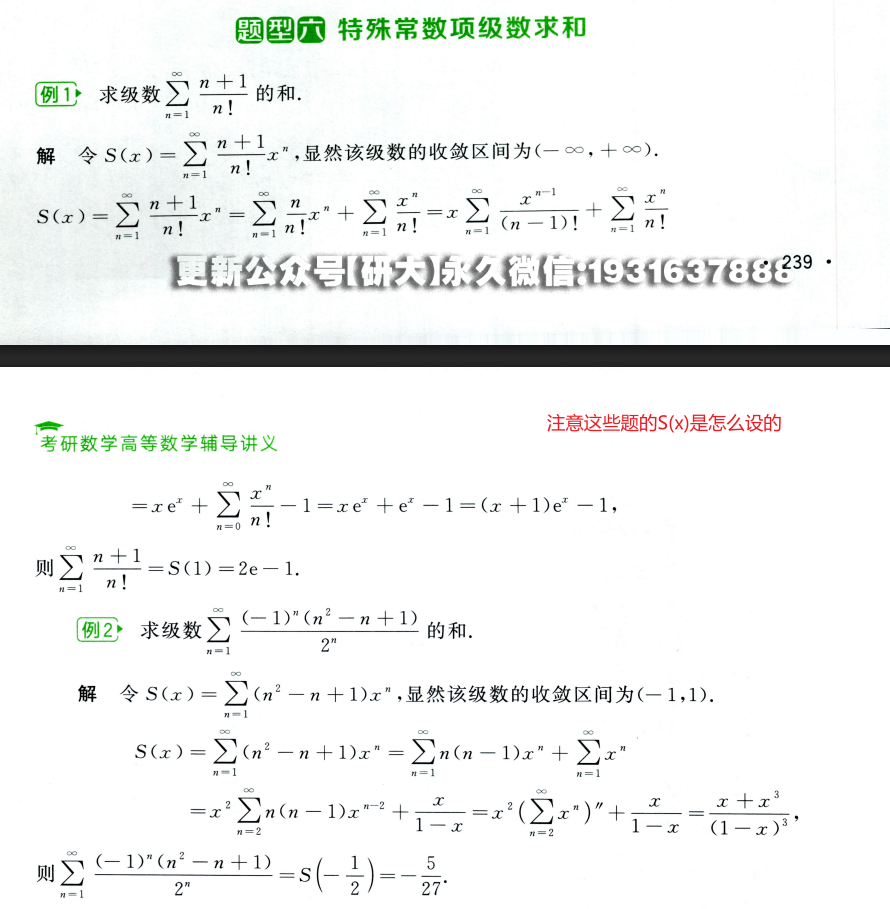 题型六 特殊常数项级数求和
例1 求级数 $\sum_{n=1}^{\infty}\frac{n+1}{n!}$ 的和.
解 令 $S(x)=\sum_{n=1}^{\infty}\frac{n+1}{n!}x^n$,显然该级数的收敛区间为$(-\infty,+\infty)$.
$S(x)=\sum_{n=1}^{\infty}\frac{n+1}{n!}x^n=\sum_{n=1}^{\infty}\frac{n}{n!}x^n+\sum_{n=1}^{\infty}\frac{x^n}{n!}=x\sum_{n=1}^{\infty}\frac{x^{n-1}}{(n-1)!}+\sum_{n=1}^{\infty}\frac{x^n}{n!}$
更新公众号【研大】永久微信:1931637888
· 239 ·
注意这些题的S(x)是怎么设的
考研数学高等数学辅导讲义
$=xe^x+\sum_{n=0}^{\infty}\frac{x^n}{n!}-1=xe^x+e^x-1=(x+1)e^x-1,$
则 $\sum_{n=1}^{\infty}\frac{n+1}{n!}=S(1)=2e-1.$
例2 求级数 $\sum_{n=1}^{\infty}\frac{(-1)^n(n^2-n+1)}{2^n}$ 的和.
解 令 $S(x)=\sum_{n=1}^{\infty}(n^2-n+1)x^n$,显然该级数的收敛区间为$(-1,1)$.
$S(x)=\sum_{n=1}^{\infty}(n^2-n+1)x^n=\sum_{n=1}^{\infty}n(n-1)x^n+\sum_{n=1}^{\infty}x^n$
$=x^2\sum_{n=2}^{\infty}n(n-1)x^{n-2}+\frac{x}{1-x}=x^2\left(\sum_{n=2}^{\infty}x^n\right)''+\frac{x}{1-x}=\frac{x+x^3}{(1-x)^3},$
则 $\sum_{n=1}^{\infty}\frac{(-1)^n(n^2-n+1)}{2^n}=S\left(-\frac{1}{2}\right)=-\frac{5}{27}.$